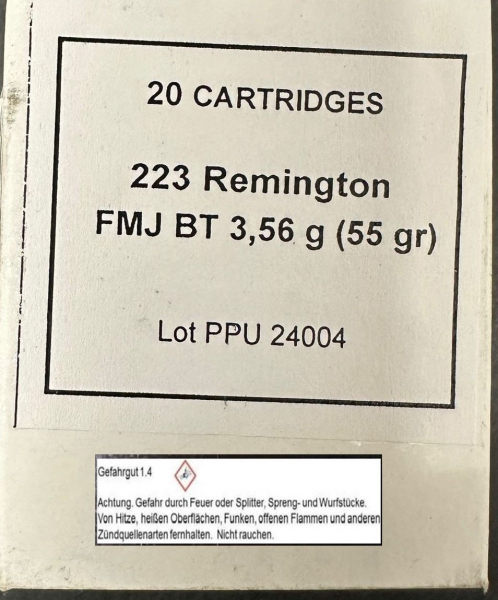 20 CARTRIDGES
223 Remington
FMJ BT 3,56 g (55 gr)
Lot PPU 24004
Gefahrgut 1.4
Achtung. Gefahr durch Feuer oder Splitter, Spreng- und Wurfstücke.
Von Hitze, heißen Oberflächen, Funken, offenen Flammen und anderen
Zündquellenarten fernhalten. Nicht rauchen.